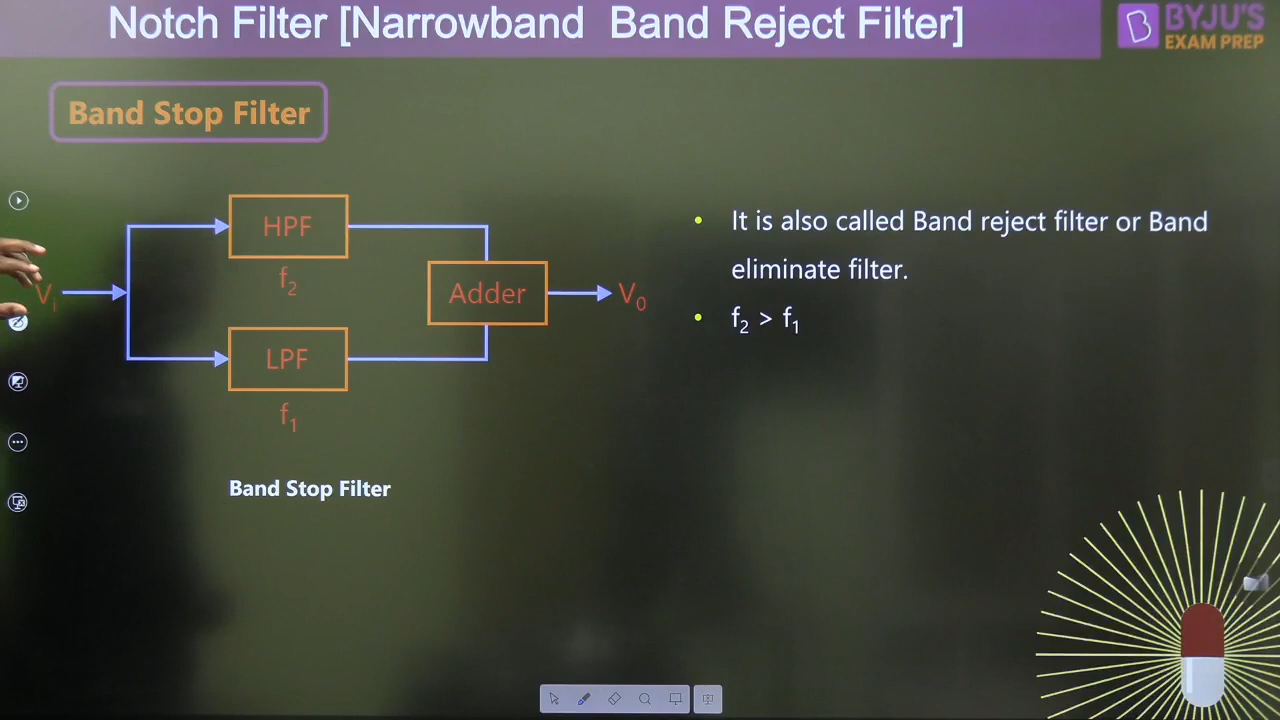 Notch Filter [Narrowband Band Reject Filter]
BYJU'S
EXAM PREP
Band Stop Filter
HPF
f₂
Vᵢ
Adder
V₀
LPF
f₁
Band Stop Filter
• It is also called Band reject filter or Band
eliminate filter.
• f₂ > f₁